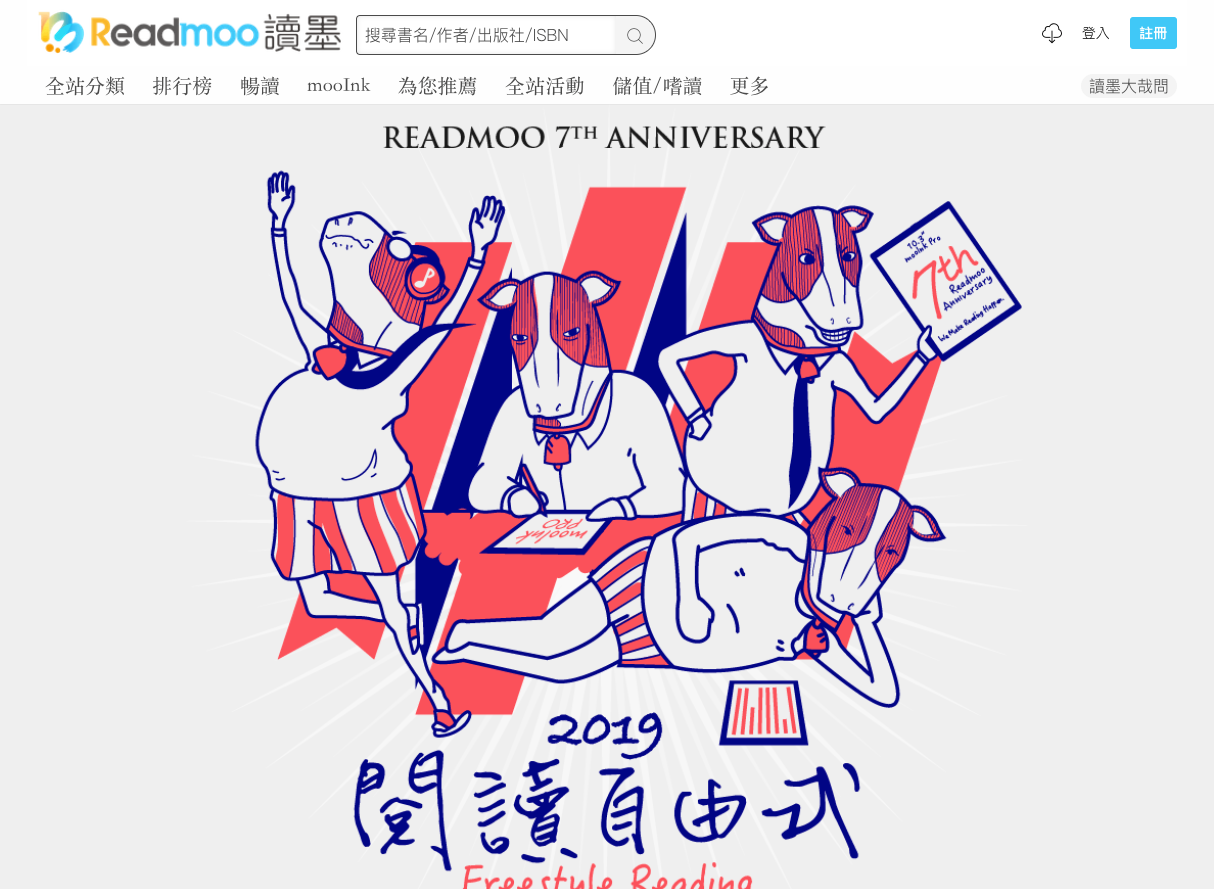 Readmoo 讀墨
搜尋書名/作者/出版社/ISBN
登入
註冊
全站分類 排行榜 暢讀 mooInk 為您推薦 全站活動 儲值/嗜讀 更多
讀墨大哉問
READMOO 7TH ANNIVERSARY
10.3"
mooInk Pro
7th
Readmoo
Anniversary
We Make Reading Happen.
mooInk
PRO
2019
閱讀自由式
Freestyle Reading